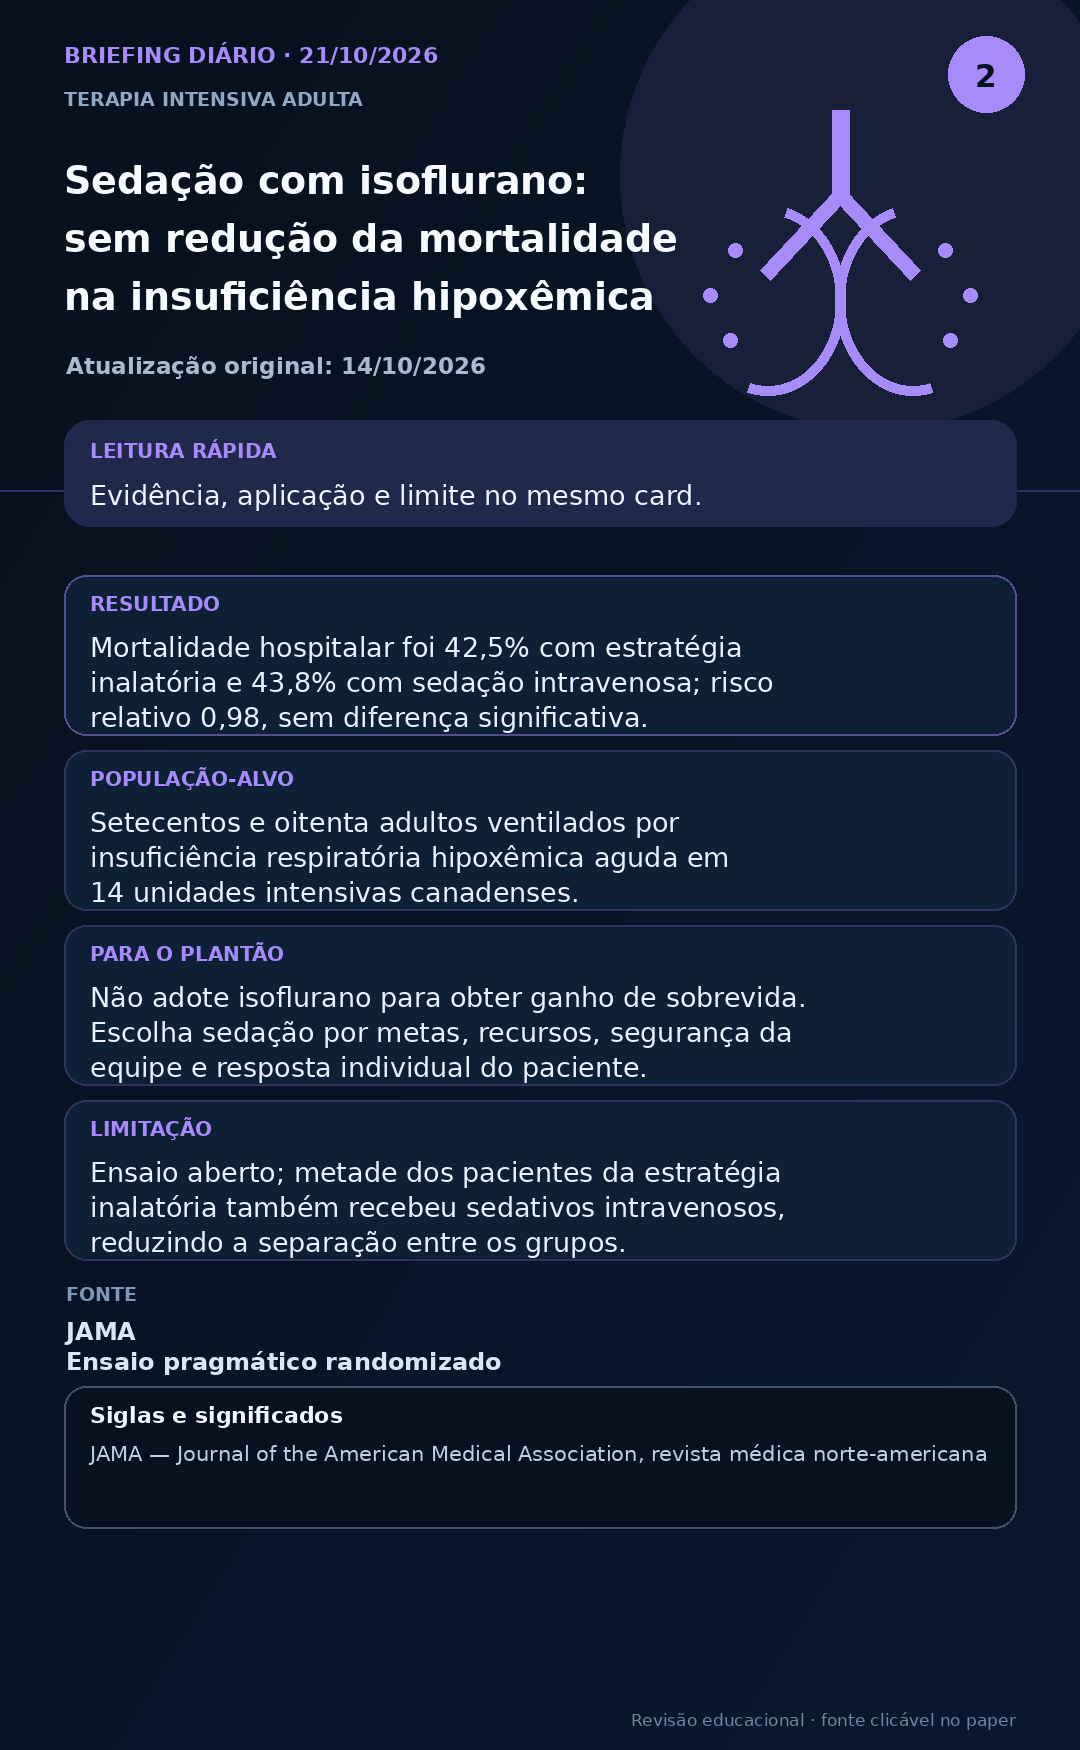 BRIEFING DIÁRIO · 21/10/2026
2
TERAPIA INTENSIVA ADULTA
Sedação com isoflurano:
sem redução da mortalidade
na insuficiência hipoxêmica
Atualização original: 14/10/2026
LEITURA RÁPIDA
Evidência, aplicação e limite no mesmo card.
RESULTADO
Mortalidade hospitalar foi 42,5% com estratégia
inalatória e 43,8% com sedação intravenosa; risco
relativo 0,98, sem diferença significativa.
POPULAÇÃO-ALVO
Setecentos e oitenta adultos ventilados por
insuficiência respiratória hipoxêmica aguda em
14 unidades intensivas canadenses.
PARA O PLANTÃO
Não adote isoflurano para obter ganho de sobrevida.
Escolha sedação por metas, recursos, segurança da
equipe e resposta individual do paciente.
LIMITAÇÃO
Ensaio aberto; metade dos pacientes da estratégia
inalatória também recebeu sedativos intravenosos,
reduzindo a separação entre os grupos.
FONTE
JAMA
Ensaio pragmático randomizado
Siglas e significados
JAMA — Journal of the American Medical Association, revista médica norte-americana
Revisão educacional · fonte clicável no paper